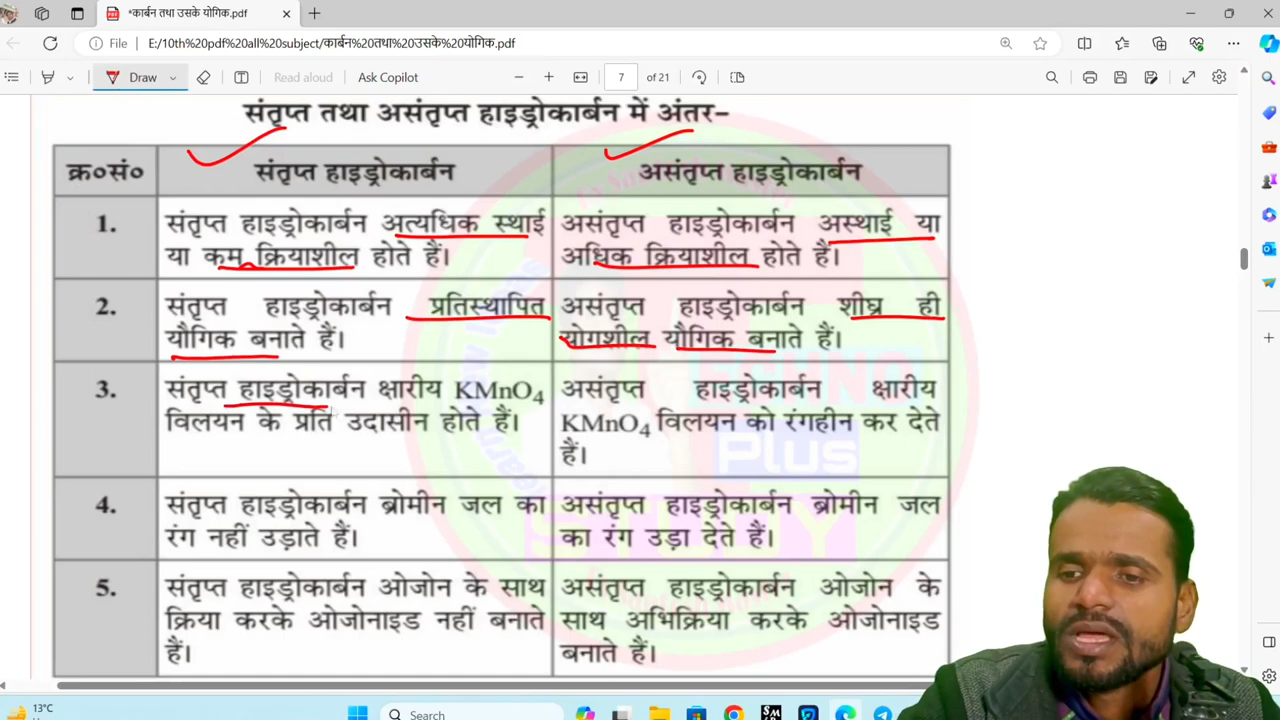 *कार्बन तथा उसके योगिक.pdf
File E:/10th%20pdf%20all%20subject/कार्बन%20तथा%20उसके%20योगिक.pdf
Draw Read aloud Ask Copilot 7 of 21
संतृप्त तथा असंतृप्त हाइड्रोकार्बन में अंतर–
क्र०सं० संतृप्त हाइड्रोकार्बन असंतृप्त हाइड्रोकार्बन
1. संतृप्त हाइड्रोकार्बन अत्यधिक स्थाई
या कम क्रियाशील होते हैं।
असंतृप्त हाइड्रोकार्बन अस्थाई या
अधिक क्रियाशील होते हैं।
2. संतृप्त हाइड्रोकार्बन प्रतिस्थापित
यौगिक बनाते हैं।
असंतृप्त हाइड्रोकार्बन शीघ्र ही
योगशील यौगिक बनाते हैं।
3. संतृप्त हाइड्रोकार्बन क्षारीय KMnO4
विलयन के प्रति उदासीन होते हैं।
असंतृप्त हाइड्रोकार्बन क्षारीय
KMnO4 विलयन को रंगहीन कर देते
हैं।
4. संतृप्त हाइड्रोकार्बन ब्रोमीन जल का
रंग नहीं उड़ाते हैं।
असंतृप्त हाइड्रोकार्बन ब्रोमीन जल
का रंग उड़ा देते हैं।
5. संतृप्त हाइड्रोकार्बन ओजोन के साथ
क्रिया करके ओजोनाइड नहीं बनाते
हैं।
असंतृप्त हाइड्रोकार्बन ओजोन के
साथ अभिक्रिया करके ओजोनाइड
बनाते हैं।
TECHNO
Plus
STUDY
13°C
Search